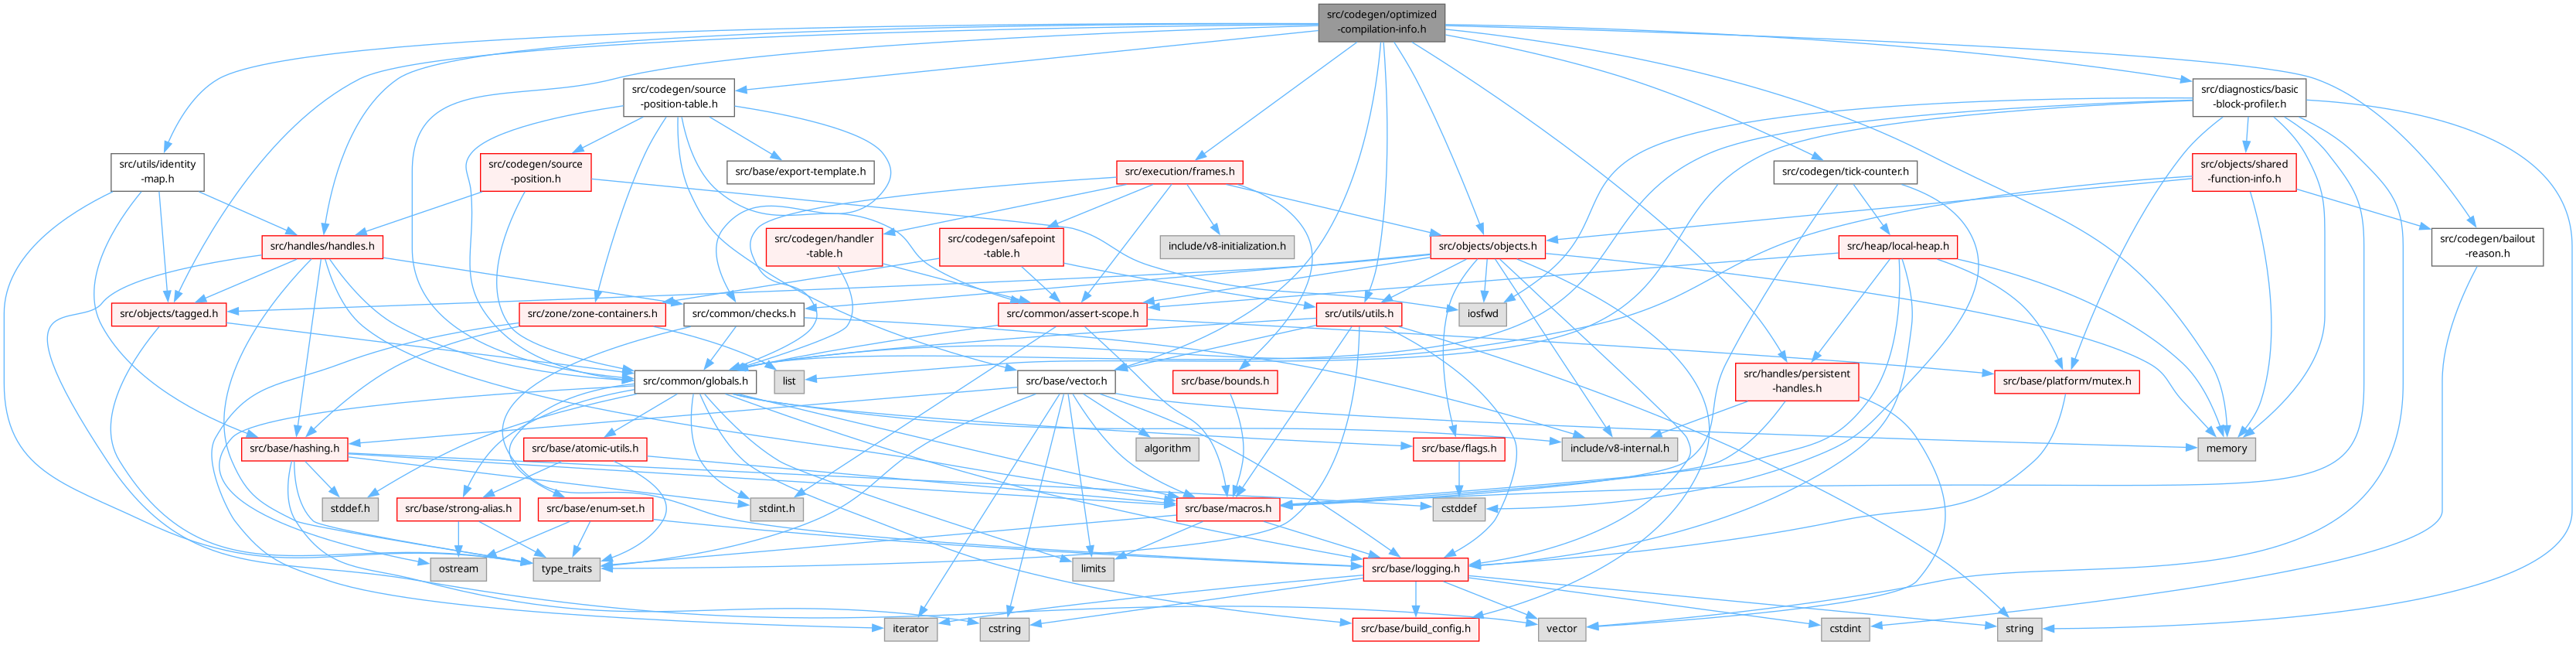 src/codegen/optimized
-compilation-info.h
src/codegen/source
-position-table.h
src/diagnostics/basic
-block-profiler.h
src/utils/identity
-map.h
src/codegen/source
-position.h
src/base/export-template.h
src/execution/frames.h
src/codegen/tick-counter.h
src/objects/shared
-function-info.h
src/handles/handles.h
src/codegen/handler
-table.h
src/codegen/safepoint
-table.h
include/v8-initialization.h
src/objects/objects.h
src/heap/local-heap.h
src/codegen/bailout
-reason.h
src/objects/tagged.h
src/zone/zone-containers.h
src/common/checks.h
src/common/assert-scope.h
src/utils/utils.h
iosfwd
src/common/globals.h
list
src/base/vector.h
src/base/bounds.h
src/handles/persistent
-handles.h
src/base/platform/mutex.h
src/base/hashing.h
src/base/atomic-utils.h
algorithm
src/base/flags.h
include/v8-internal.h
memory
stddef.h
src/base/strong-alias.h
src/base/enum-set.h
stdint.h
src/base/macros.h
cstddef
ostream
type_traits
limits
src/base/logging.h
iterator
cstring
src/base/build_config.h
vector
cstdint
string